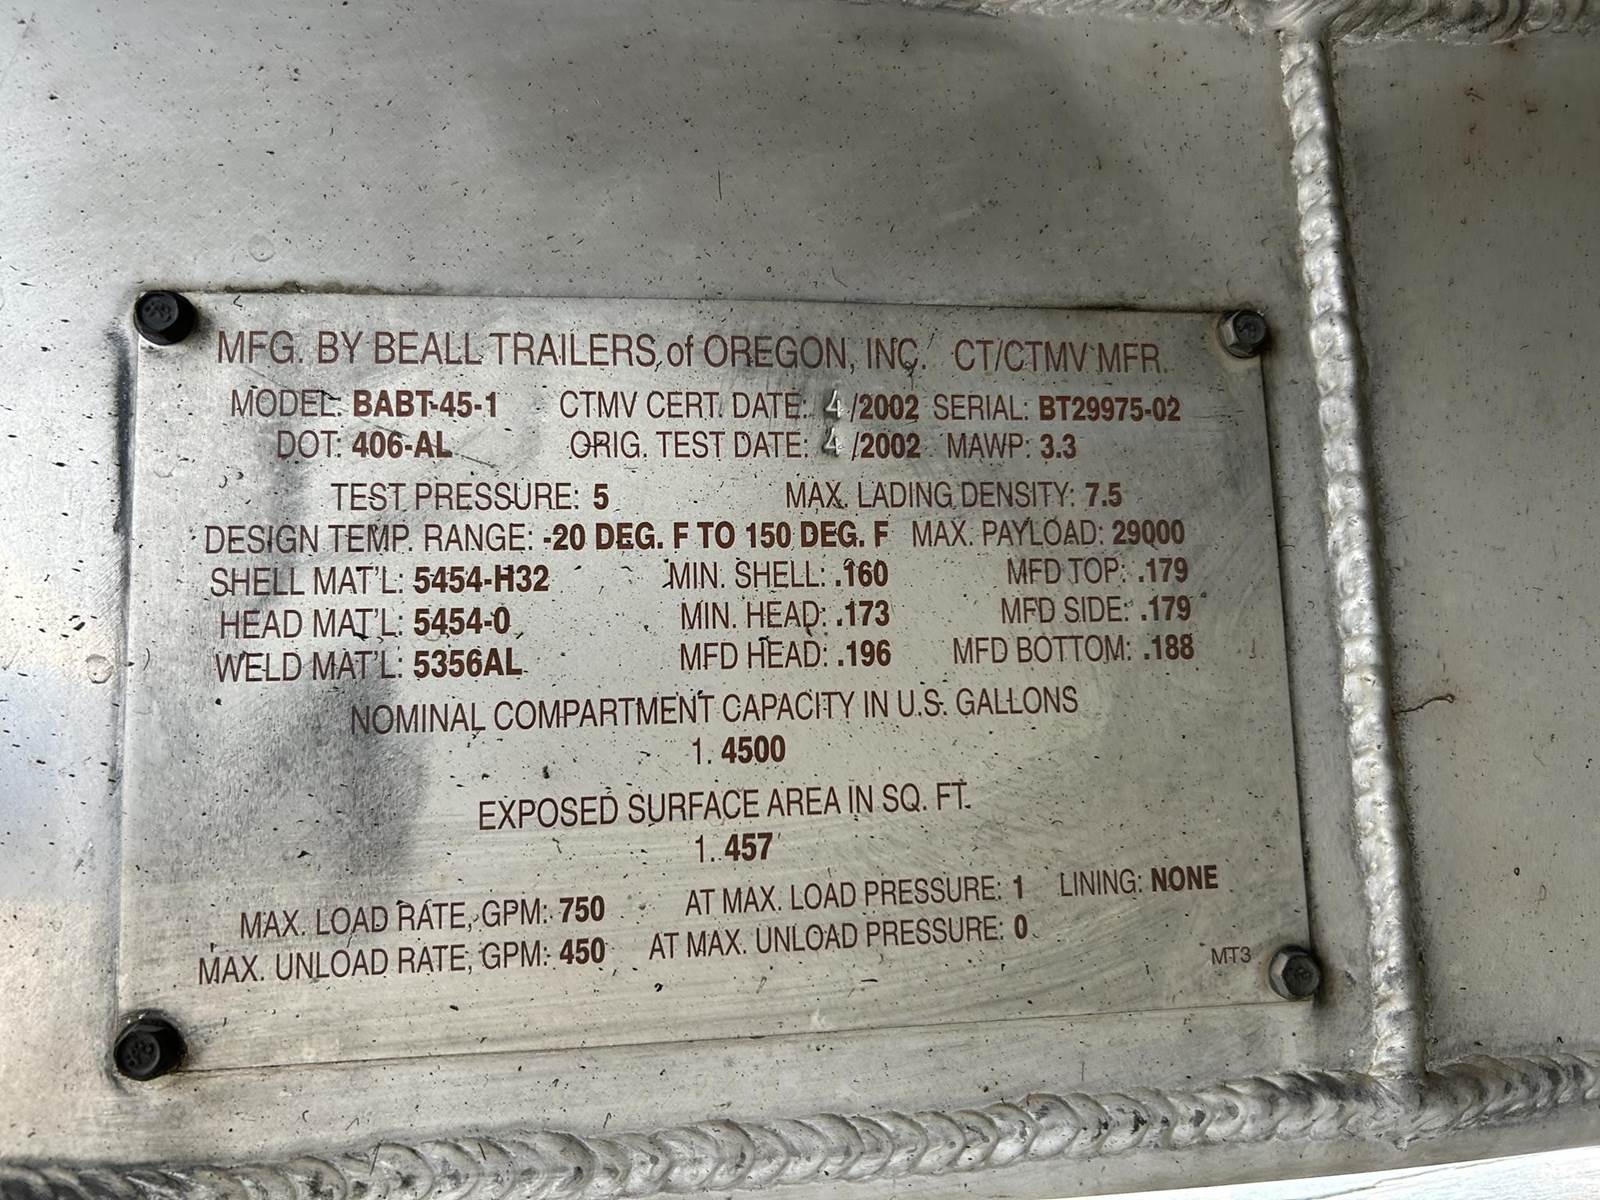 MFG. BY BEALL TRAILERS, of OREGON, INC. CT/CTMV MFR.
MODEL: BABT-45-1 CTMV CERT. DATE: 4/2002 SERIAL: BT29975-02
DOT: 406-AL ORIG. TEST DATE: 4/2002 MAWP: 3.3
TEST PRESSURE: 5 MAX. LADING DENSITY: 7.5
DESIGN TEMP. RANGE: -20 DEG. F TO 150 DEG. F MAX. PAYLOAD: 29000
SHELL MAT'L: 5454-H32 MIN. SHELL: .160 MFD TOP: .179
HEAD MAT'L: 5454-0 MIN. HEAD: .173 MFD SIDE: .179
WELD MAT'L: 5356AL MFD HEAD: .196 MFD BOTTOM: .188
NOMINAL COMPARTMENT CAPACITY IN U.S. GALLONS
1. 4500
EXPOSED SURFACE AREA IN SQ. FT.
1. 457
MAX. LOAD RATE, GPM: 750 AT MAX. LOAD PRESSURE: 1 LINING: NONE
MAX. UNLOAD RATE, GPM: 450 AT MAX. UNLOAD PRESSURE: 0
MT3